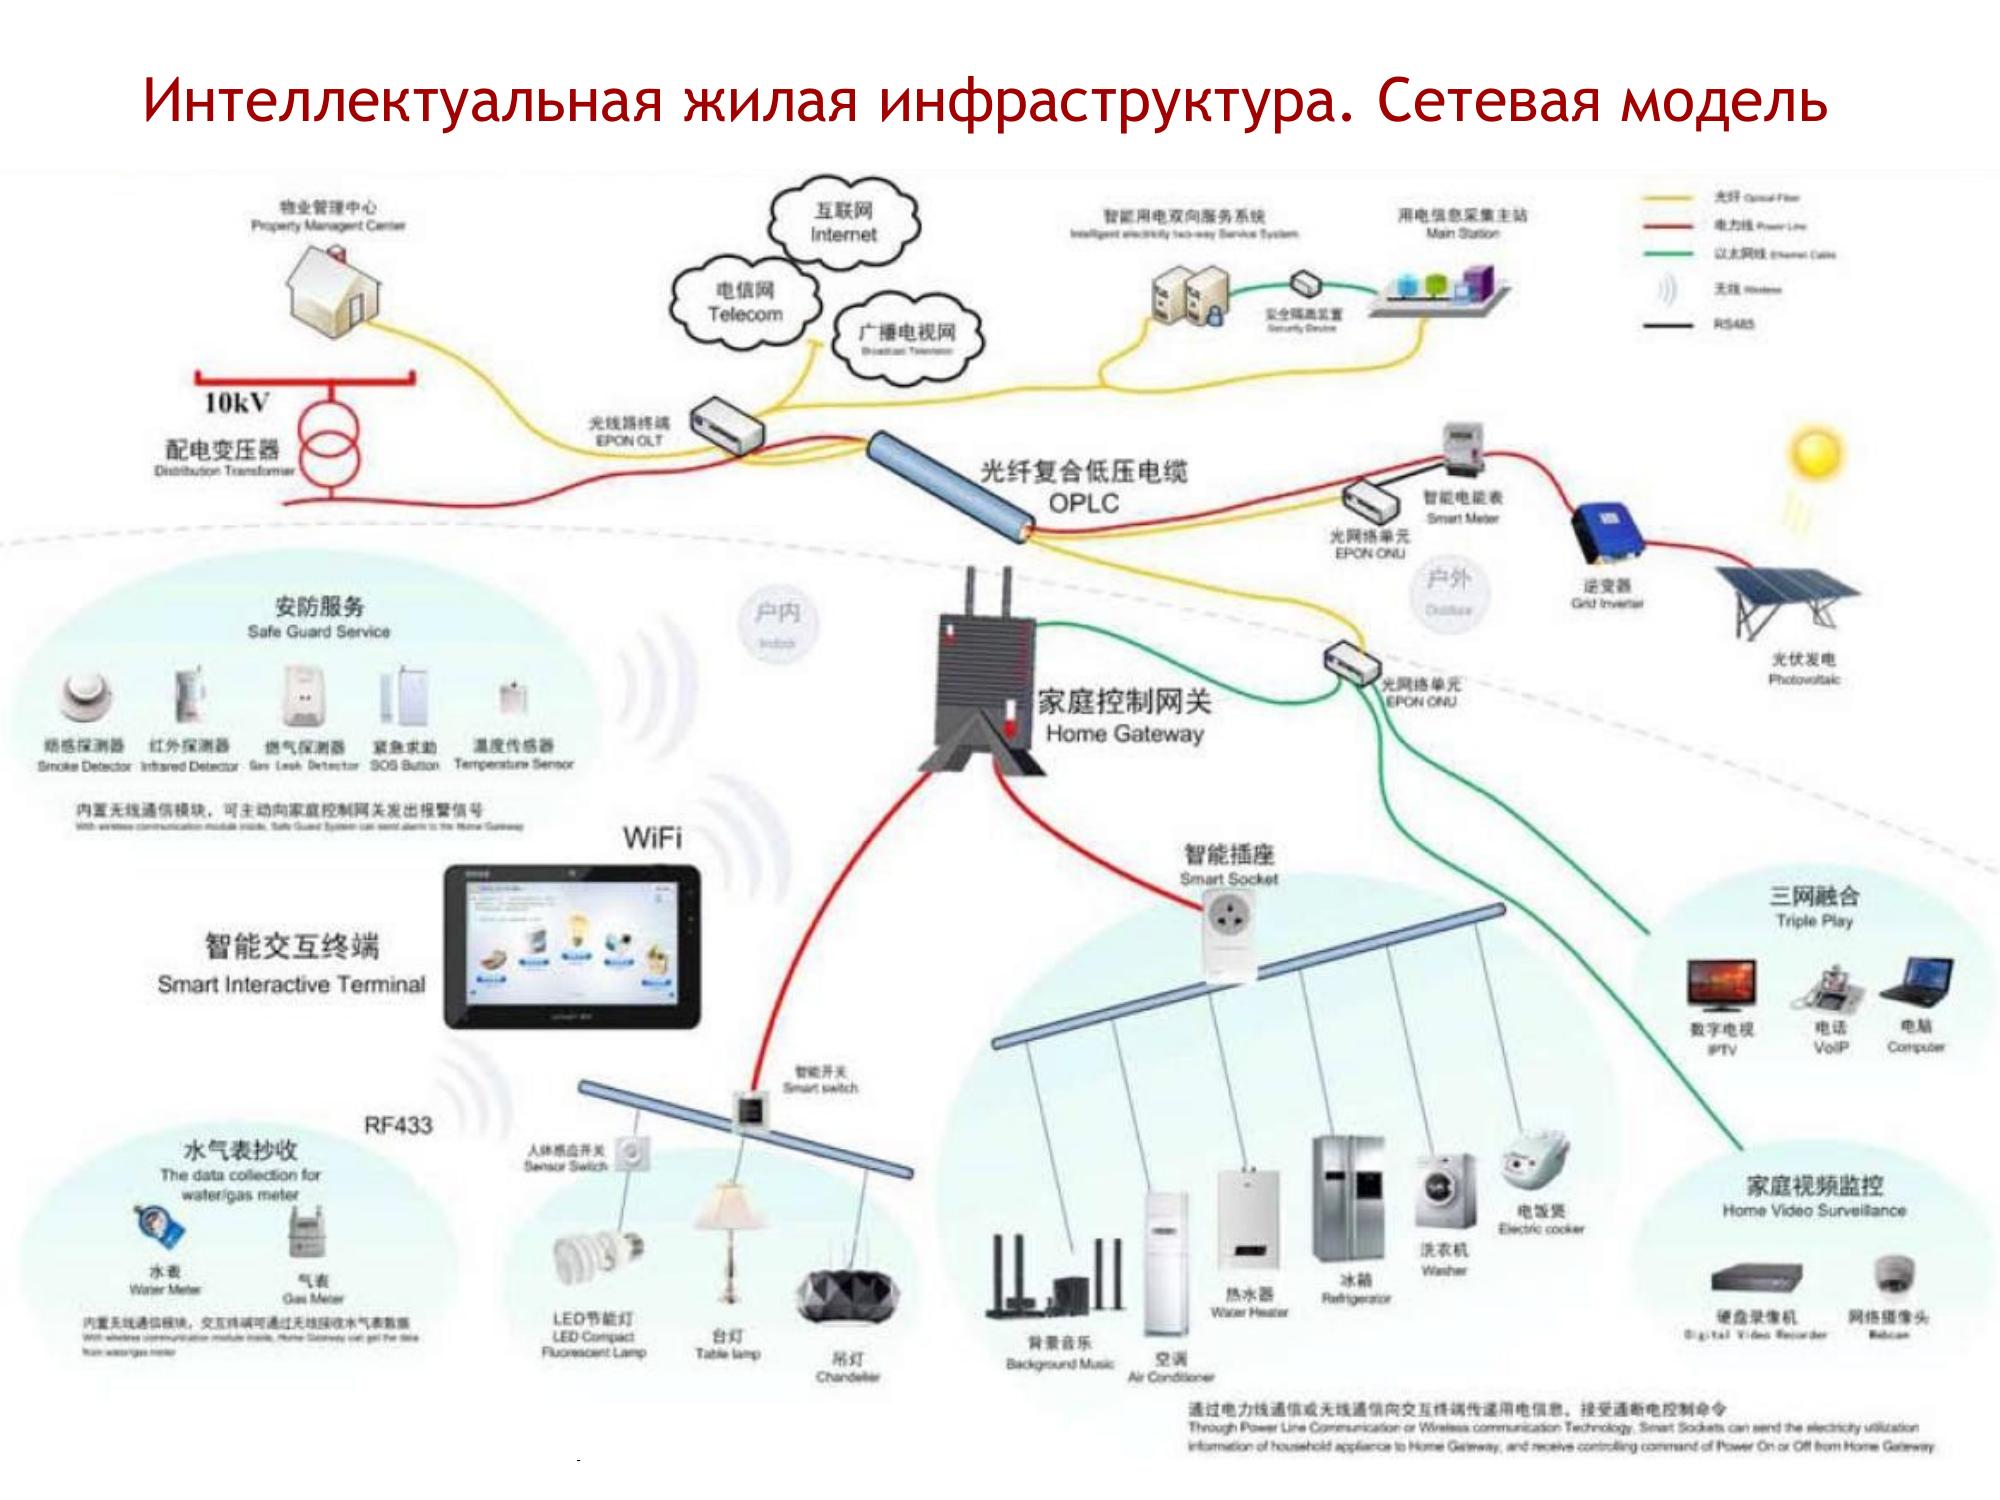 Интеллектуальная жилая инфраструктура. Сетевая модель
物业管理中心
Property Managent Center
互联网
Internet
电信网
Telecom
广播电视网
Broadcast Television
智能用电双向服务系统
Intelligent electricity two-way Service System
用电信息采集主站
Main Station
安全隔离装置
Security Device
光纤 Optical Fiber
电力线 Power Line
以太网线 Ethernet Cable
无线 Wireless
RS485
10kV
配电变压器
Distribution Transformer
光线路终端
EPON OLT
光纤复合低压电缆
OPLC
智能电能表
Smart Meter
光网络单元
EPON ONU
逆变器
Grid Inverter
光伏发电
Photovoltaic
户外
Outdoor
户内
Indoor
安防服务
Safe Guard Service
烟感探测器
Smoke Detector
红外探测器
Infrared Detector
燃气探测器
Gas Leak Detector
紧急求助
SOS Button
温度传感器
Temperature Sensor
内置无线通信模块，可主动向家庭控制网关发出报警信号
With wireless communication module inside, Safe Guard System can send alarm to the Home Gateway
家庭控制网关
Home Gateway
光网络单元
EPON ONU
WiFi
智能交互终端
Smart Interactive Terminal
智能插座
Smart Socket
三网融合
Triple Play
数字电视
IPTV
电话
VoIP
电脑
Computer
智能开关
Smart switch
RF433
水气表抄收
The data collection for
water/gas meter
水表
Water Meter
气表
Gas Meter
内置无线通信模块，交互终端可通过无线接收水气表数据
With wireless communication module inside, Home Gateway can get the data
from water/gas meter
人体感应开关
Sensor Switch
LED节能灯
LED Compact
Fluorescent Lamp
台灯
Table lamp
吊灯
Chandelier
背景音乐
Background Music
空调
Air Conditioner
热水器
Water Heater
冰箱
Refrigerator
洗衣机
Washer
电饭煲
Electric cooker
家庭视频监控
Home Video Surveillance
硬盘录像机
Digital Video Recorder
网络摄像头
Webcam
通过电力线通信或无线通信向交互终端传递用电信息，接受通断电控制命令
Through Power Line Communication or Wireless communication Technology, Smart Sockets can send the electricity utilization
information of household appliance to Home Gateway, and receive controlling command of Power On or Off from Home Gateway